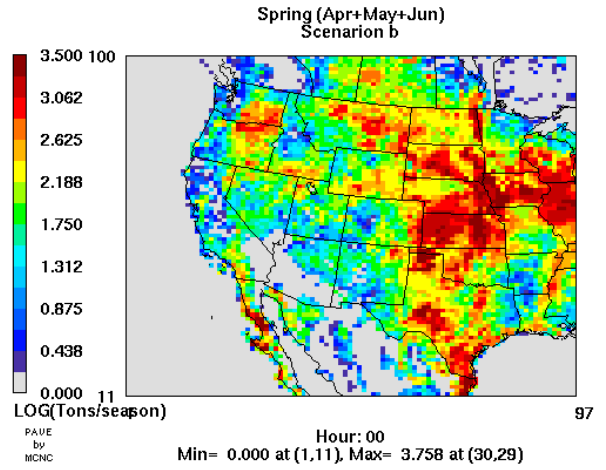 Spring (Apr+May+Jun)
Scenarion b
3.500
3.062
2.625
2.188
1.750
1.312
0.875
0.438
0.000
100
11
LOG(Tons/season)
97
PAVE
by
MCNC
Hour: 00
Min= 0.000 at (1,11), Max= 3.758 at (30,29)